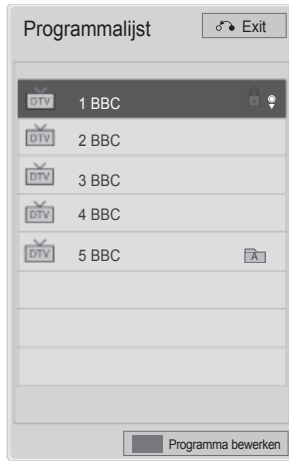 Programmalijst
Exit
DTV 1 BBC
DTV 2 BBC
DTV 3 BBC
DTV 4 BBC
DTV 5 BBC A
Programma bewerken